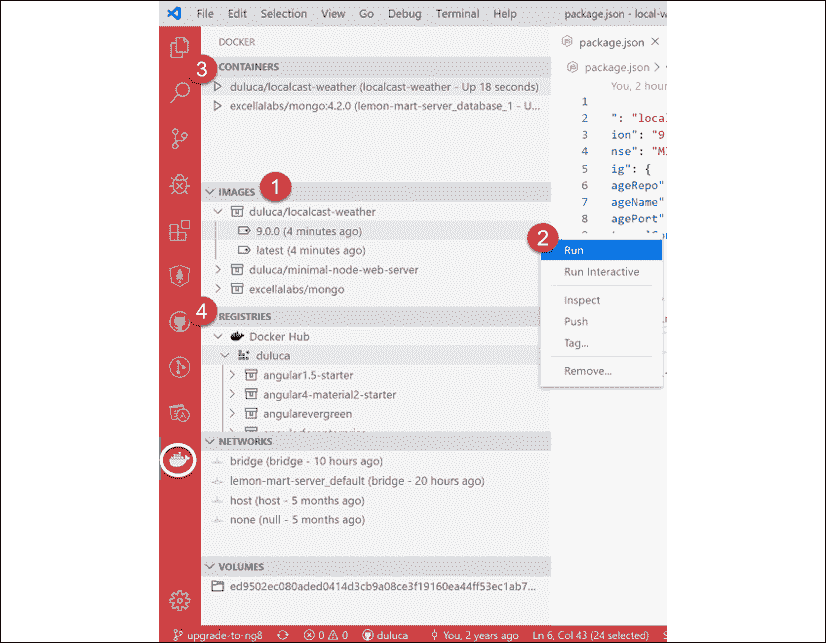 File Edit Selection View Go Debug Terminal Help package.json - local-w
DOCKER
package.json
3
CONTAINERS
package.json
duluca/localcast-weather (localcast-weather - Up 18 seconds)
You, 2 hour
excellalabs/mongo:4.2.0 (lemon-mart-server_database_1 - U...
1
2 ": "loca
3 ion": "9
4 nse": "M
5 ig": {
6 ageRepo"
7 ageName"
8 agePort"
IMAGES
1
duluca/localcast-weather
9.0.0 (4 minutes ago)
latest (4 minutes ago)
duluca/minimal-node-web-server
excellalabs/mongo
2
Run
Run Interactive
Inspect
Push
Tag...
Remove...
4
REGISTRIES
Docker Hub
duluca
angular1.5-starter
angular4-material2-starter
angularevergreen
NETWORKS
bridge (bridge - 10 hours ago)
lemon-mart-server_default (bridge - 20 hours ago)
host (host - 5 months ago)
none (null - 5 months ago)
VOLUMES
ed9502ec080aded0414d3cb9a08ce3f19160ea44ff53ec1ab7...
upgrade-to-ng8 0 0 duluca You, 2 years ago Ln 6, Col 43 (24 selected)